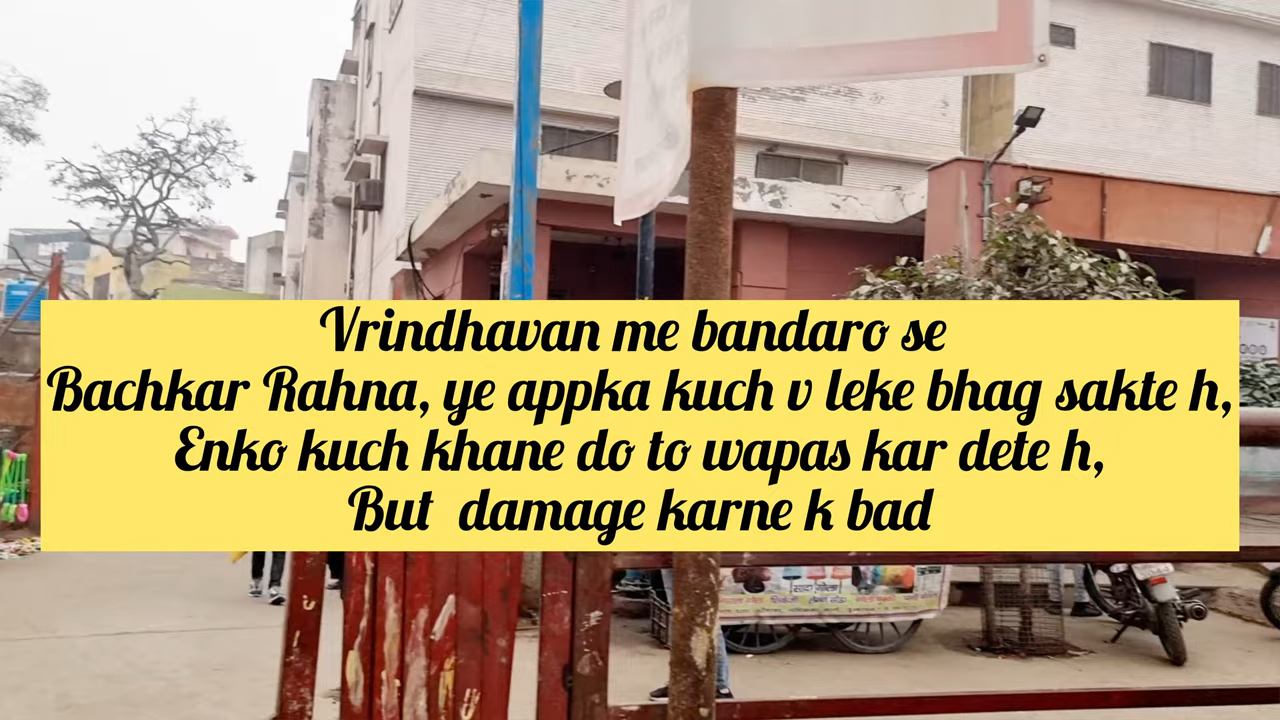 Vrindhavan me bandaro se
Bachkar Rahna, ye appka kuch v leke bhag sakte h,
Enko kuch khane do to wapas kar dete h,
But damage karne k bad